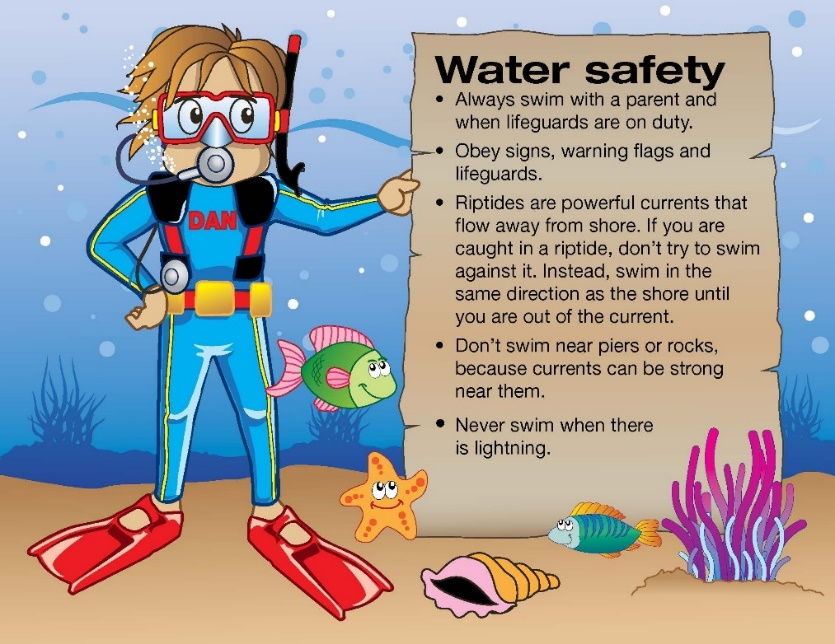 DAN
Water safety
• Always swim with a parent and
when lifeguards are on duty.
• Obey signs, warning flags and
lifeguards.
• Riptides are powerful currents that
flow away from shore. If you are
caught in a riptide, don't try to swim
against it. Instead, swim in the
same direction as the shore until
you are out of the current.
• Don't swim near piers or rocks,
because currents can be strong
near them.
• Never swim when there
is lightning.